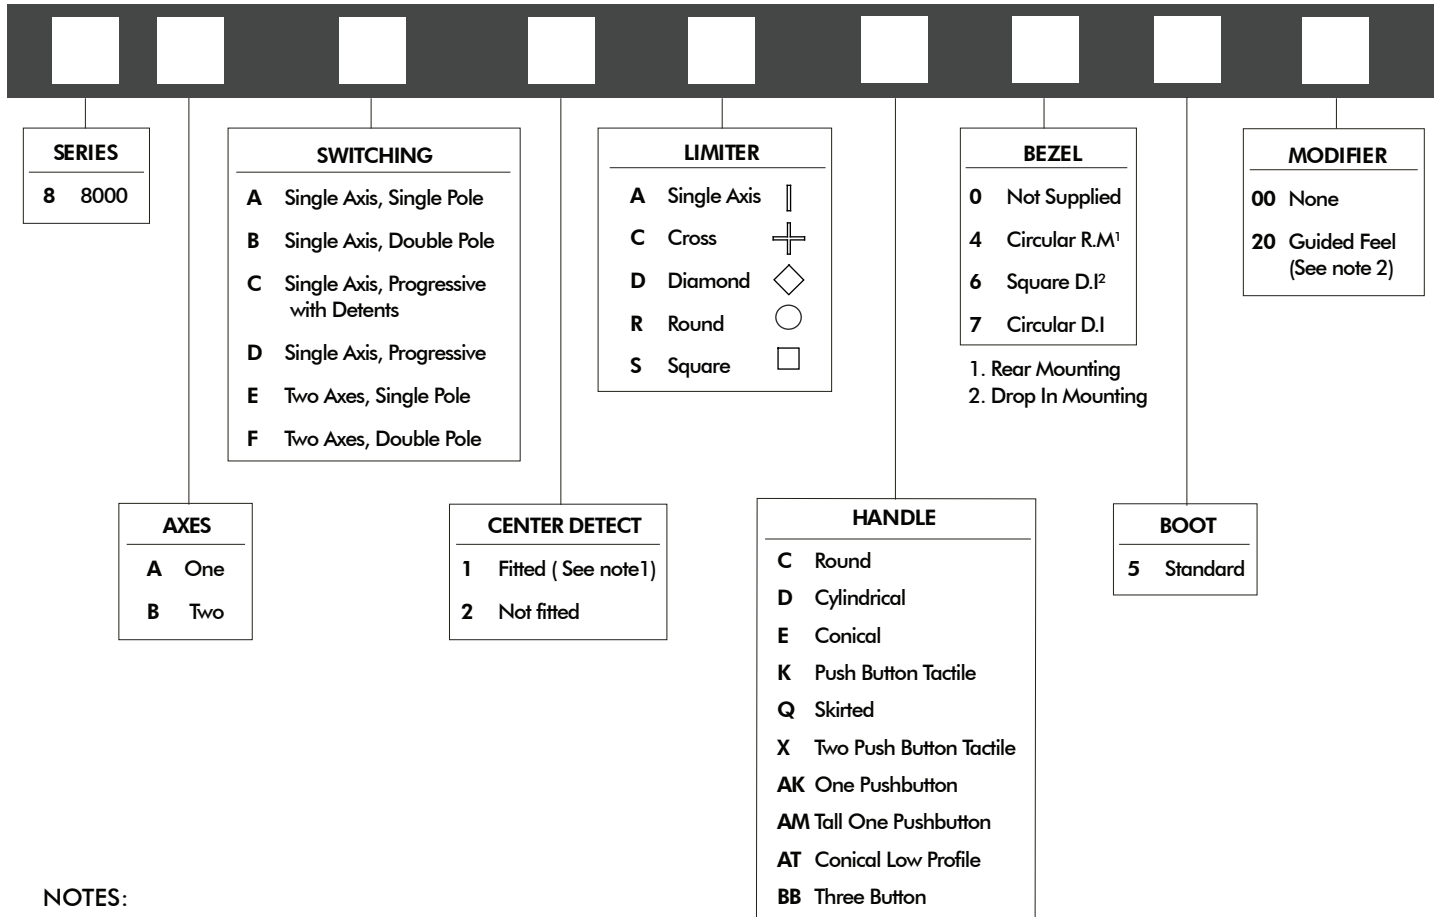 SERIES
8 8000
SWITCHING
A Single Axis, Single Pole
B Single Axis, Double Pole
C Single Axis, Progressive
with Detents
D Single Axis, Progressive
E Two Axes, Single Pole
F Two Axes, Double Pole
LIMITER
A Single Axis
C Cross
D Diamond
R Round
S Square
BEZEL
0 Not Supplied
4 Circular R.M¹
6 Square D.I²
7 Circular D.I
1. Rear Mounting
2. Drop In Mounting
MODIFIER
00 None
20 Guided Feel
(See note 2)
AXES
A One
B Two
CENTER DETECT
1 Fitted ( See note1)
2 Not fitted
HANDLE
C Round
D Cylindrical
E Conical
K Push Button Tactile
Q Skirted
X Two Push Button Tactile
AK One Pushbutton
AM Tall One Pushbutton
AT Conical Low Profile
BB Three Button
BOOT
5 Standard
NOTES: